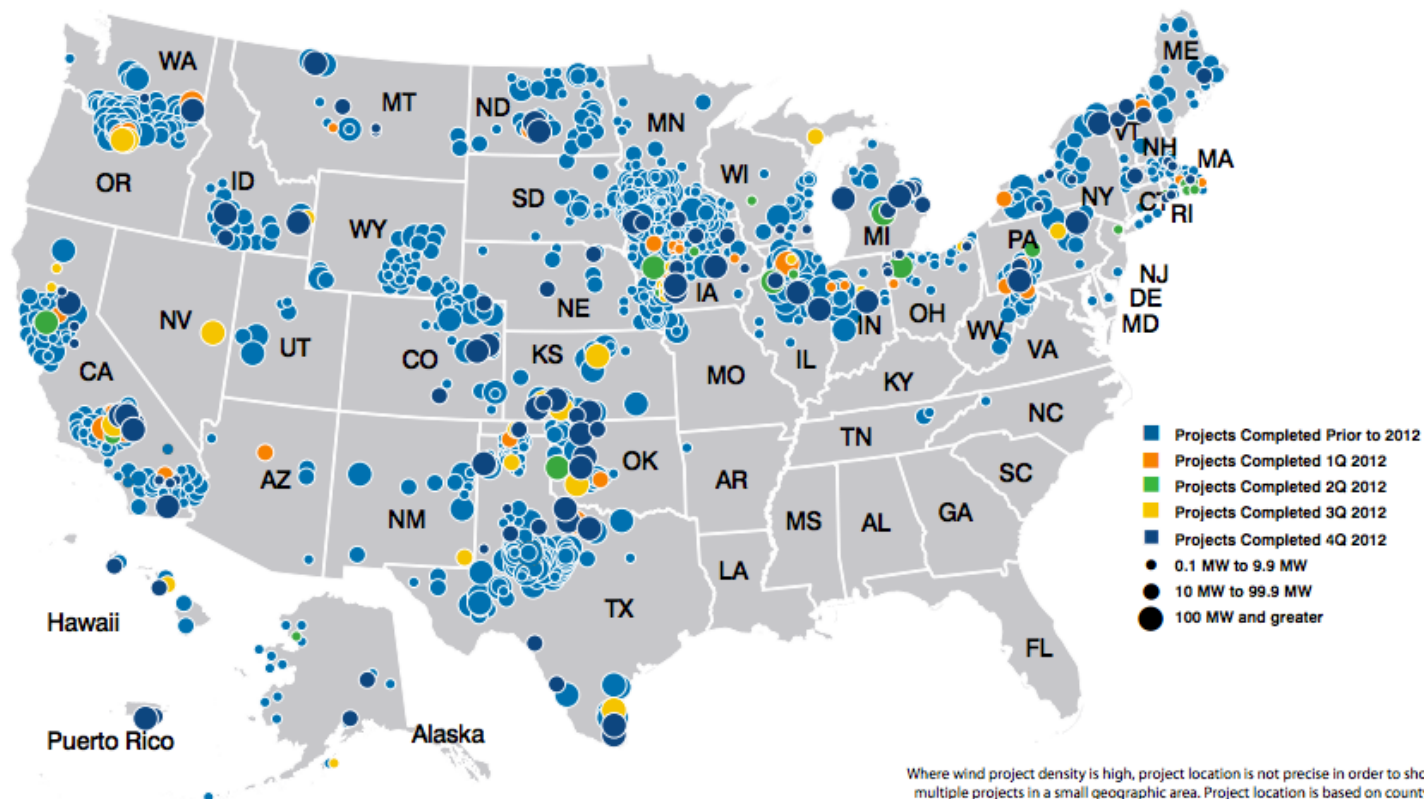 WA
MT
ND
MN
ME
VT
NH
MA
OR
ID
SD
WI
NY
CT
RI
WY
MI
PA
NE
IA
NJ
NV
OH
DE
IN
MD
UT
WV
CO
KS
IL
VA
CA
MO
KY
NC
TN
OK
AZ
AR
SC
NM
MS
AL
GA
LA
TX
FL
Hawaii
Puerto Rico
Alaska
Projects Completed Prior to 2012
Projects Completed 1Q 2012
Projects Completed 2Q 2012
Projects Completed 3Q 2012
Projects Completed 4Q 2012
0.1 MW to 9.9 MW
10 MW to 99.9 MW
100 MW and greater
Where wind project density is high, project location is not precise in order to sho
multiple projects in a small geographic area. Project location is based on count